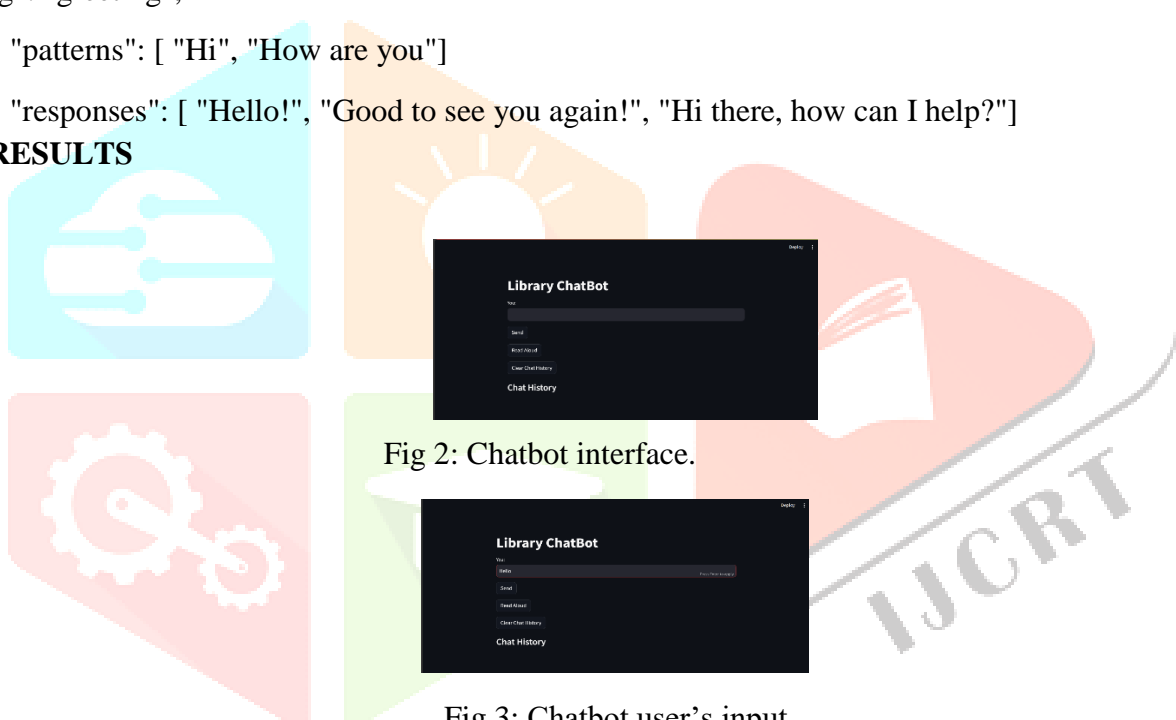 "patterns": [ "Hi", "How are you"]
"responses": [ "Hello!", "Good to see you again!", "Hi there, how can I help?"]
RESULTS
Deploy
Library ChatBot
You:
Send
Read Aloud
Clear Chat History
Chat History
Fig 2: Chatbot interface.
Deploy
Library ChatBot
You:
Hello
Send
Read Aloud
Clear Chat History
Chat History
IJCRT
Fig 3: Chatbot user's input